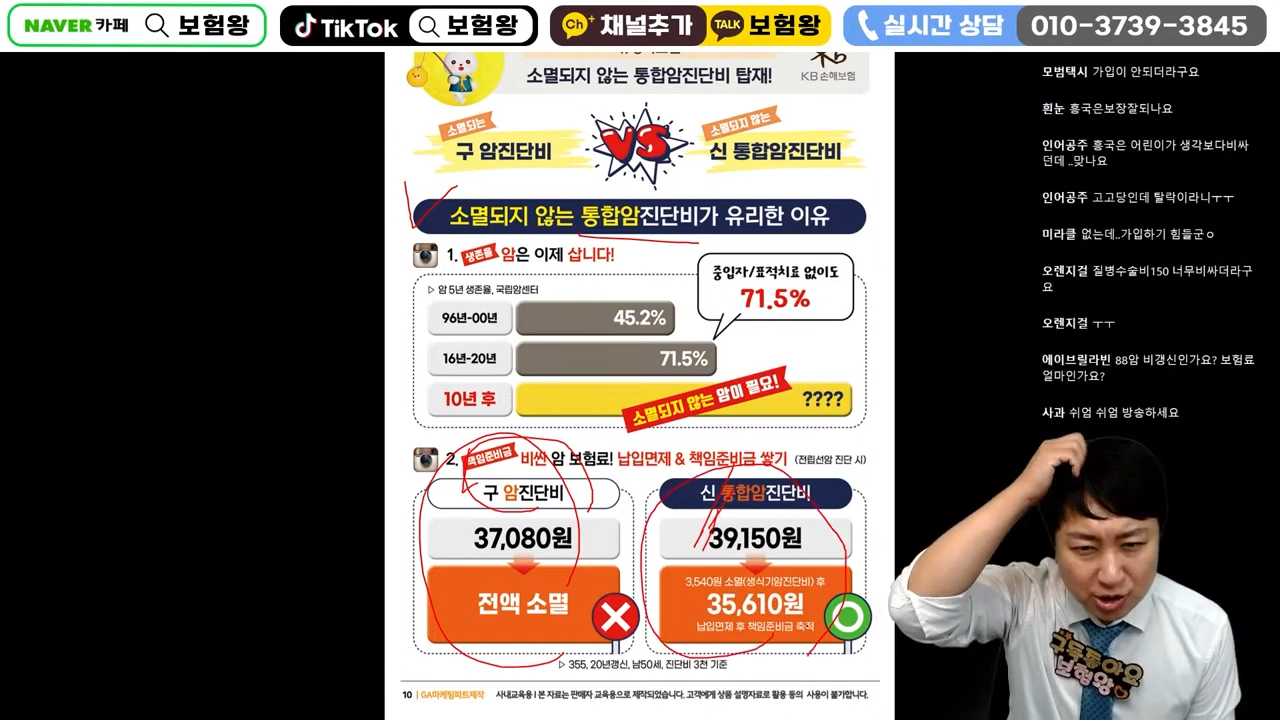 NAVER 카페 보험왕 TikTok 보험왕 Ch+ 채널추가 TALK 보험왕 실시간 상담 010-3739-3845
소멸되지 않는 통합암진단비 탑재!
KB손해보험
소멸되는
구 암진단비
VS
소멸되지 않는
신 통합암진단비
소멸되지 않는 통합암진단비가 유리한 이유
1. 생존율 암은 이제 삽니다!
중입자/표적치료 없이도
71.5%
▷ 암 5년 생존율, 국립암센터
96년-00년 45.2%
16년-20년 71.5%
10년 후 소멸되지 않는 암이 필요! ????
2. 책임준비금 비싼 암 보험료! 납입면제 & 책임준비금 쌓기 (전립선암 진단 시)
구 암진단비
37,080원
전액 소멸
신 통합암진단비
39,150원
3,540원 소멸(생식기암진단비) 후
35,610원
납입면제 후 책임준비금 축적
▷ 355, 20년갱신, 남50세, 진단비 3천 기준
10 | GA마케팅파트제작 사내교육용 I 본 자료는 판매자 교육용으로 제작되었습니다. 고객에게 상품 설명자료로 활용 등의 사용이 불가합니다.
모범택시 가입이 안되더라구요
흰눈 흥국은보장잘되나요
인어공주 흥국은 어린이가 생각보다비싸
던데 ..맞나요
인어공주 고고당인데 탈락이라니ㅜㅜ
미라클 없는데..가입하기 힘들군ㅇ
오렌지걸 질병수술비150 너무비싸더라구
요
오렌지걸 ㅜㅜ
에이브릴라빈 88암 비갱신인가요? 보험료
얼마인가요?
사과 쉬엄 쉬엄 방송하세요
구독좋아요
보험왕